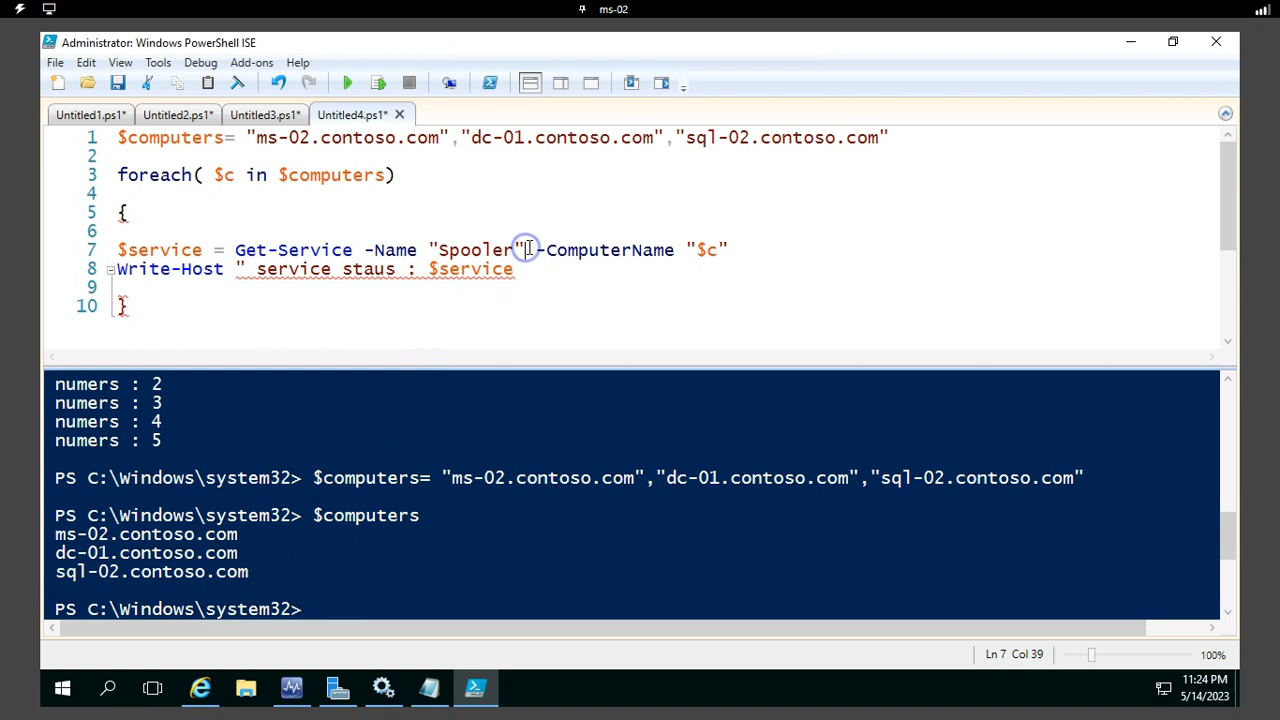 ms-02
Administrator: Windows PowerShell ISE
File Edit View Tools Debug Add-ons Help
Untitled1.ps1* Untitled2.ps1* Untitled3.ps1* Untitled4.ps1*
1 $computers= "ms-02.contoso.com","dc-01.contoso.com","sql-02.contoso.com"
2
3 foreach( $c in $computers)
4
5 {
6
7 $service = Get-Service -Name "Spooler" -ComputerName "$c"
8 Write-Host " service staus : $service
9
10 }
numers : 2
numers : 3
numers : 4
numers : 5
PS C:\Windows\system32> $computers= "ms-02.contoso.com","dc-01.contoso.com","sql-02.contoso.com"
PS C:\Windows\system32> $computers
ms-02.contoso.com
dc-01.contoso.com
sql-02.contoso.com
PS C:\Windows\system32>
Ln 7 Col 39 100%
11:24 PM
5/14/2023